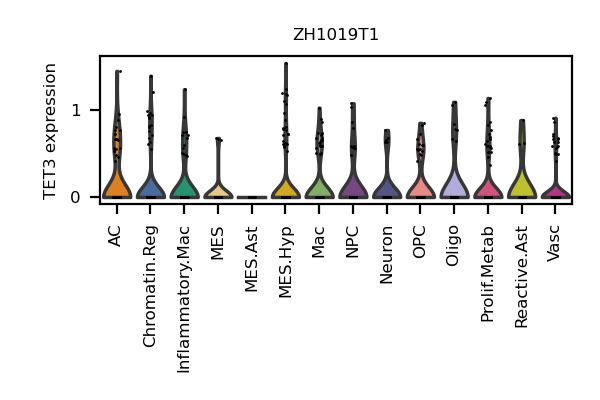 ZH1019T1
TET3 expression
1
0
AC
Chromatin.Reg
Inflammatory.Mac
MES
MES.Ast
MES.Hyp
Mac
NPC
Neuron
OPC
Oligo
Prolif.Metab
Reactive.Ast
Vasc